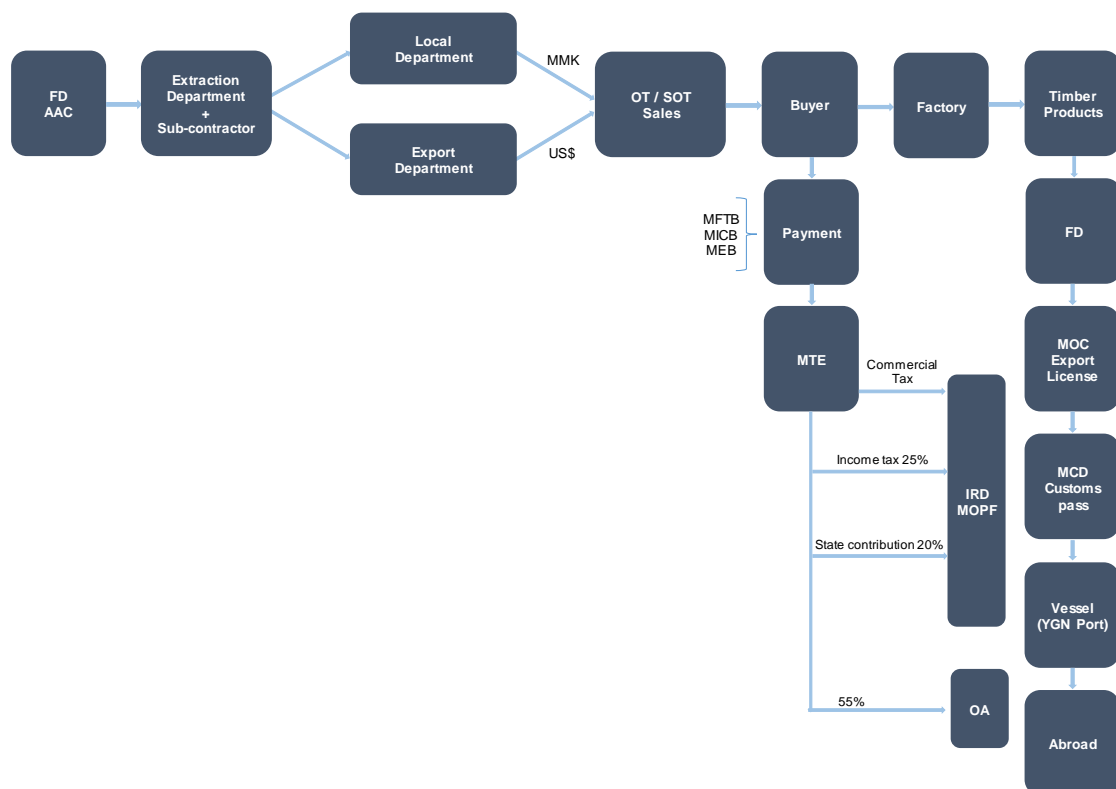 FD
AAC
Extraction
Department
+
Sub-contractor
Local
Department
Export
Department
MMK
US$
OT / SOT
Sales
Buyer
Factory
Timber
Products
MFTB
MICB
MEB
Payment
FD
MTE
Commercial
Tax
MOC
Export
License
Income tax 25%
IRD
MOPF
MCD
Customs
pass
State contribution 20%
Vessel
(YGN Port)
55%
OA
Abroad